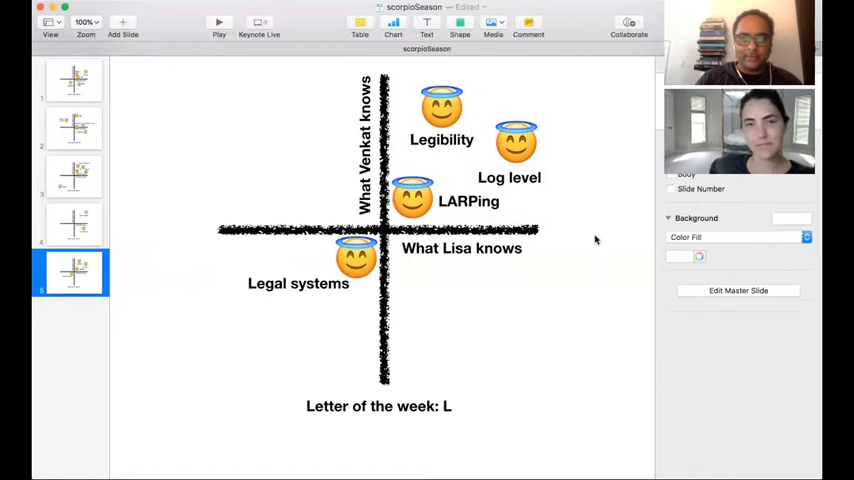 scorpioSeason — Edited
View
100%
Zoom
Add Slide
Play
Keynote Live
Table
Chart
Text
Shape
Media
Comment
Collaborate
scorpioSeason
1
2
3
4
5
What Venkat knows
Legibility
Log level
LARPing
What Lisa knows
Legal systems
Letter of the week: L
Body
Slide Number
Background
Color Fill
Edit Master Slide